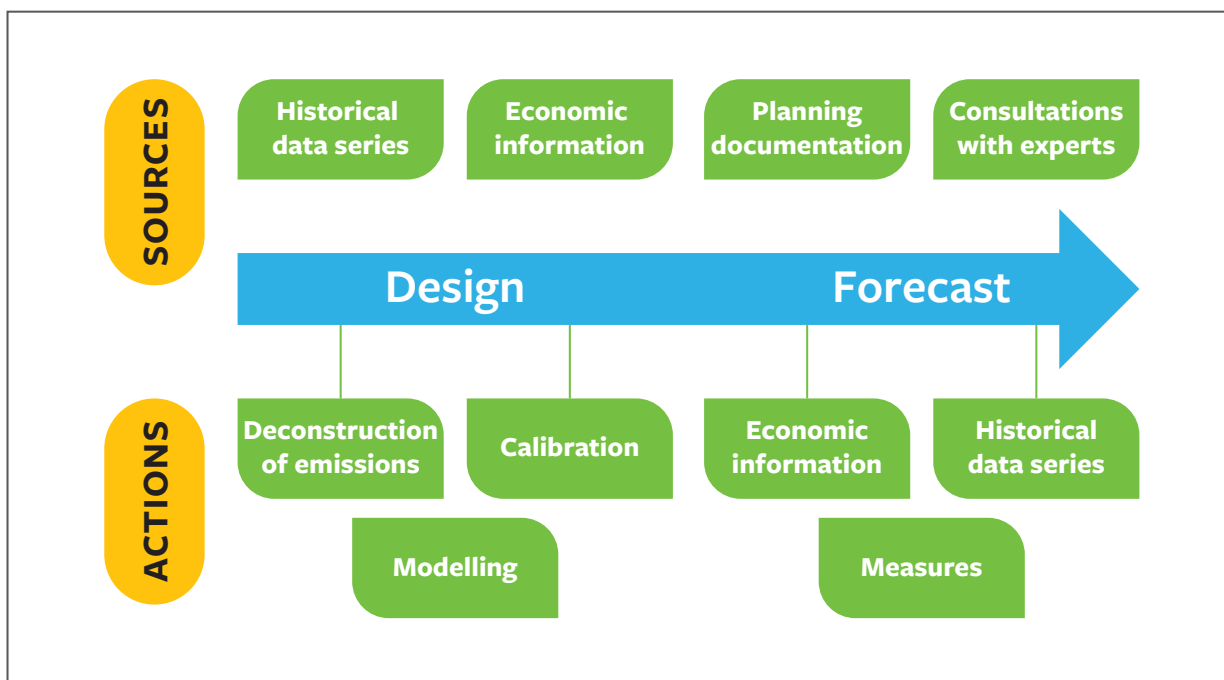 SOURCES
Historical
data series
Economic
information
Planning
documentation
Consultations
with experts
Design
Forecast
ACTIONS
Deconstruction
of emissions
Calibration
Economic
information
Historical
data series
Modelling
Measures